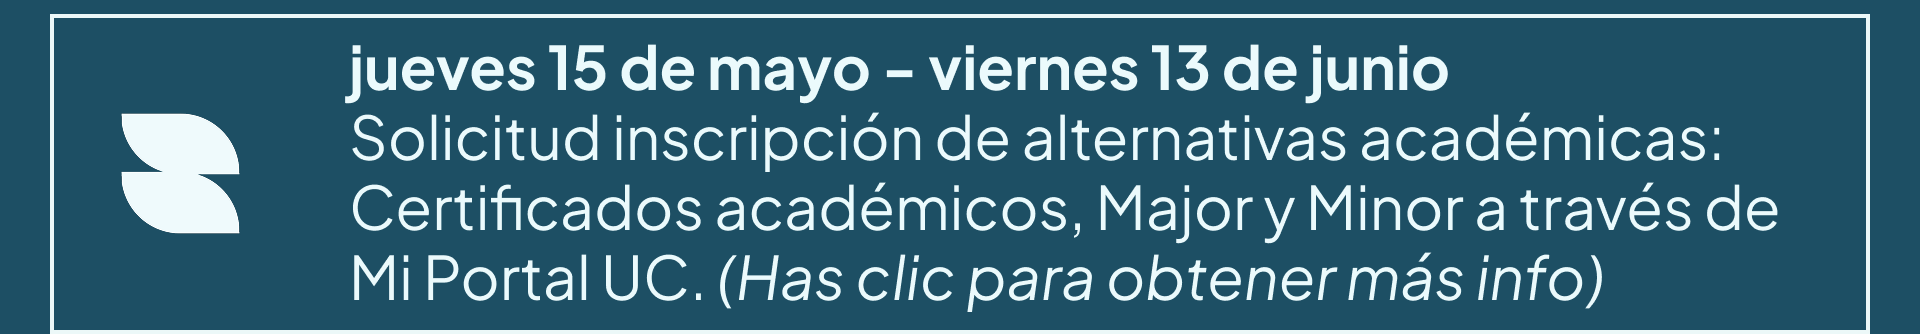 jueves 15 de mayo – viernes 13 de junio
Solicitud inscripción de alternativas académicas:
Certificados académicos, Major y Minor a través de
Mi Portal UC. (Has clic para obtener más info)